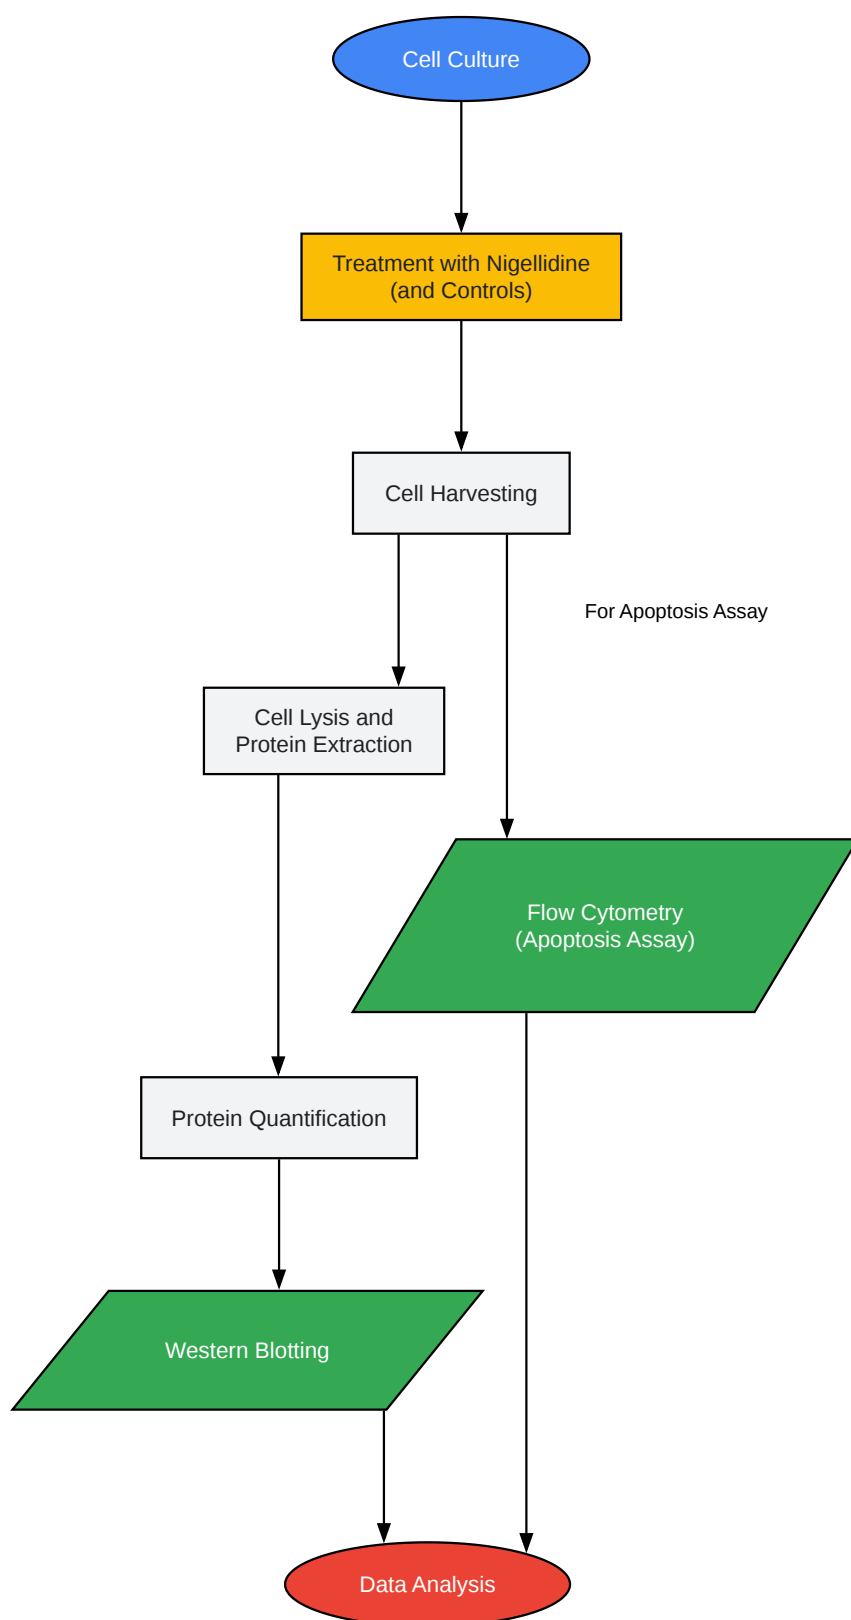 Cell Culture
Treatment with Nigellidine
(and Controls)
Cell Harvesting
For Apoptosis Assay
Cell Lysis and
Protein Extraction
Flow Cytometry
(Apoptosis Assay)
Protein Quantification
Western Blotting
Data Analysis